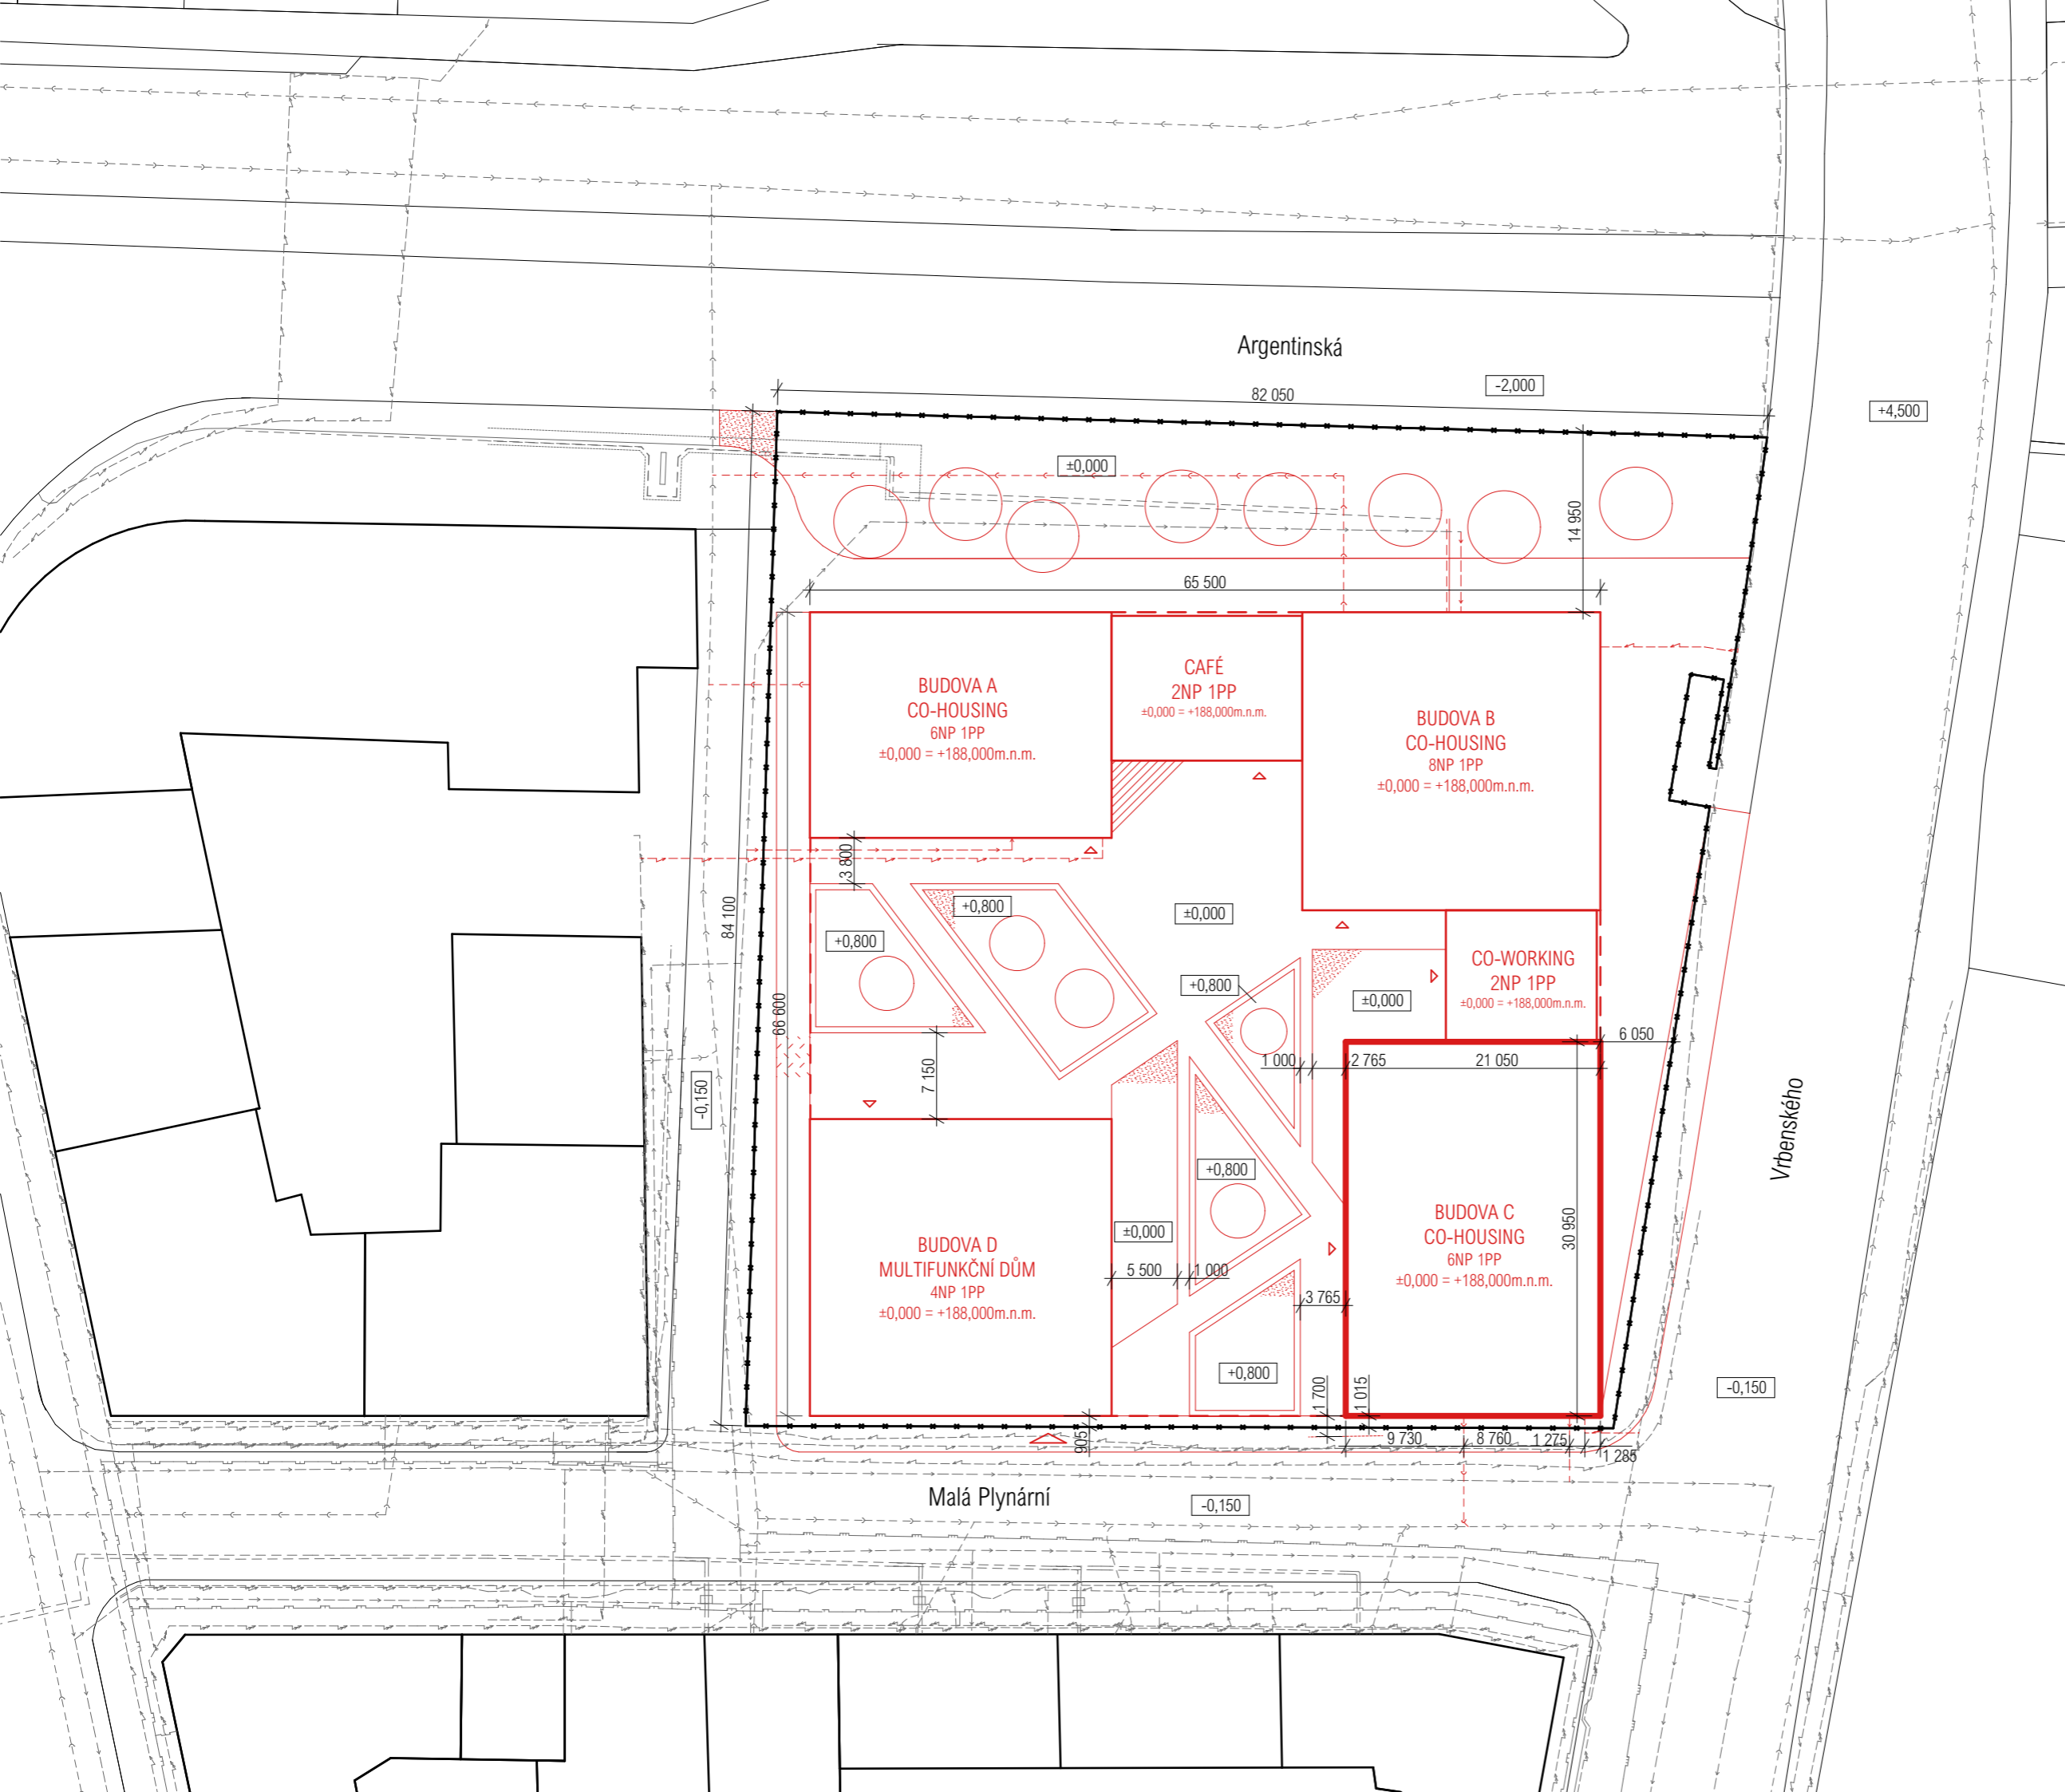 Argentinská
-2,000
82 050
+4,500
±0,000
14 950
65 500
BUDOVA A
CO-HOUSING
6NP 1PP
±0,000 = +188,000m.n.m.
CAFÉ
2NP 1PP
±0,000 = +188,000m.n.m.
BUDOVA B
CO-HOUSING
8NP 1PP
±0,000 = +188,000m.n.m.
3 800
84 100
+0,800
+0,800
±0,000
66 600
+0,800
±0,000
CO-WORKING
2NP 1PP
±0,000 = +188,000m.n.m.
6 050
1 000
2 765
21 050
7 150
-0,150
Vrbenského
+0,800
BUDOVA C
CO-HOUSING
6NP 1PP
±0,000 = +188,000m.n.m.
30 950
BUDOVA D
MULTIFUNKČNÍ DŮM
4NP 1PP
±0,000 = +188,000m.n.m.
±0,000
5 500
1 000
3 765
+0,800
1 700
1 015
-0,150
905
9 730
8 760
1 275
1 285
Malá Plynární
-0,150